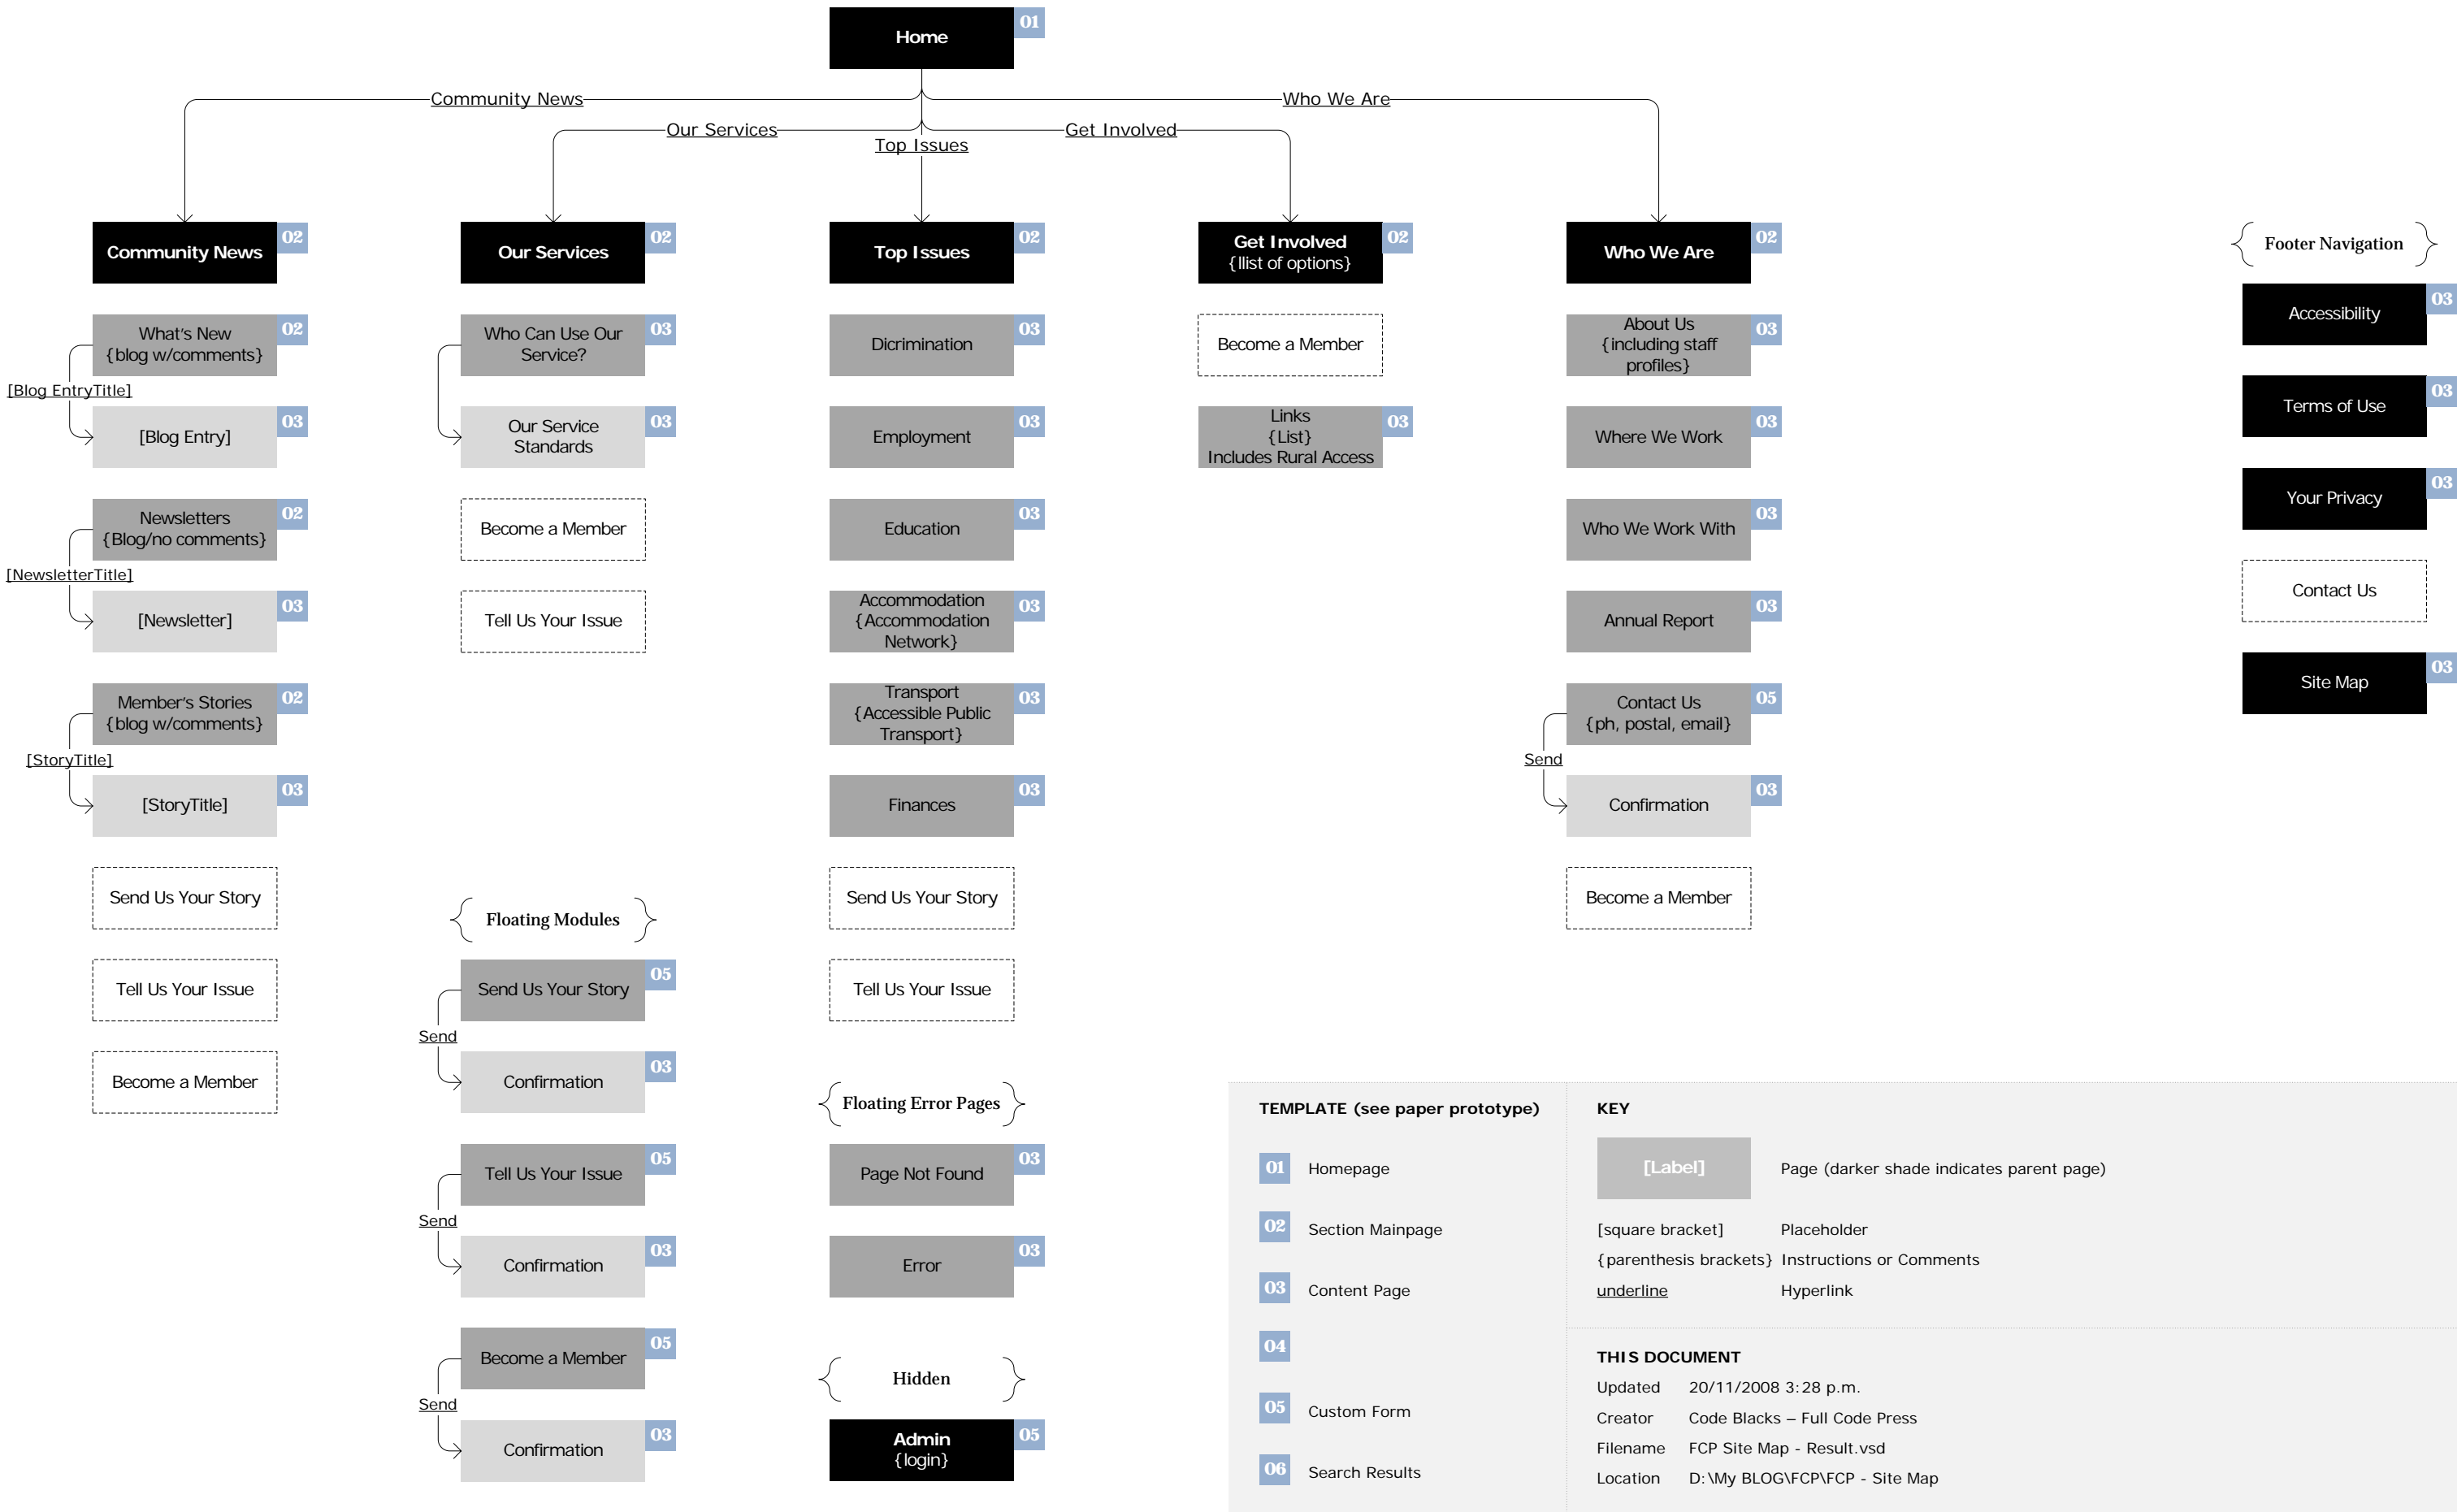 Home
01
Community News
Who We Are
Our Services
Get Involved
Top Issues
Community News
02
What's New
{blog w/comments}
02
[Blog EntryTitle]
[Blog Entry]
03
Newsletters
{Blog/no comments}
02
[NewsletterTitle]
[Newsletter]
03
Member's Stories
{blog w/comments}
02
[StoryTitle]
[StoryTitle]
03
Send Us Your Story
Tell Us Your Issue
Become a Member
Our Services
02
Who Can Use Our
Service?
03
Our Service
Standards
03
Become a Member
Tell Us Your Issue
Floating Modules
Send Us Your Story
05
Send
Confirmation
03
Tell Us Your Issue
05
Send
Confirmation
03
Become a Member
05
Send
Confirmation
03
Top Issues
02
Dicrimination
03
Employment
03
Education
03
Accommodation
{Accommodation
Network}
03
Transport
{Accessible Public
Transport}
03
Finances
03
Send Us Your Story
Tell Us Your Issue
Floating Error Pages
Page Not Found
03
Error
03
Hidden
Admin
{login}
05
Get Involved
{llist of options}
02
Become a Member
Links
{List}
Includes Rural Access
03
Who We Are
02
About Us
{including staff
profiles}
03
Where We Work
03
Who We Work With
03
Annual Report
03
Contact Us
{ph, postal, email}
05
Send
Confirmation
03
Become a Member
Footer Navigation
Accessibility
03
Terms of Use
03
Your Privacy
03
Contact Us
Site Map
03
TEMPLATE (see paper prototype)
01 Homepage
02 Section Mainpage
03 Content Page
04
05 Custom Form
06 Search Results
KEY
[Label] Page (darker shade indicates parent page)
[square bracket] Placeholder
{parenthesis brackets} Instructions or Comments
underline Hyperlink
THIS DOCUMENT
Updated 20/11/2008 3:28 p.m.
Creator Code Blacks – Full Code Press
Filename FCP Site Map - Result.vsd
Location D:\My BLOG\FCP\FCP - Site Map